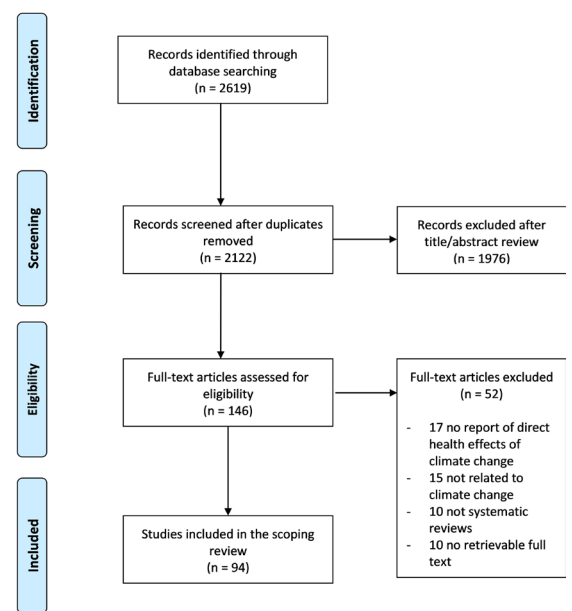 Identification
Records identified through
database searching
(n = 2619)
Screening
Records screened after duplicates
removed
(n = 2122)
Records excluded after
title/abstract review
(n = 1976)
Eligibility
Full-text articles assessed for
eligibility
(n = 146)
Full-text articles excluded
(n = 52)
- 17 no report of direct
health effects of
climate change
- 15 not related to
climate change
- 10 not systematic
reviews
- 10 no retrievable full
text
Included
Studies included in the scoping
review
(n = 94)